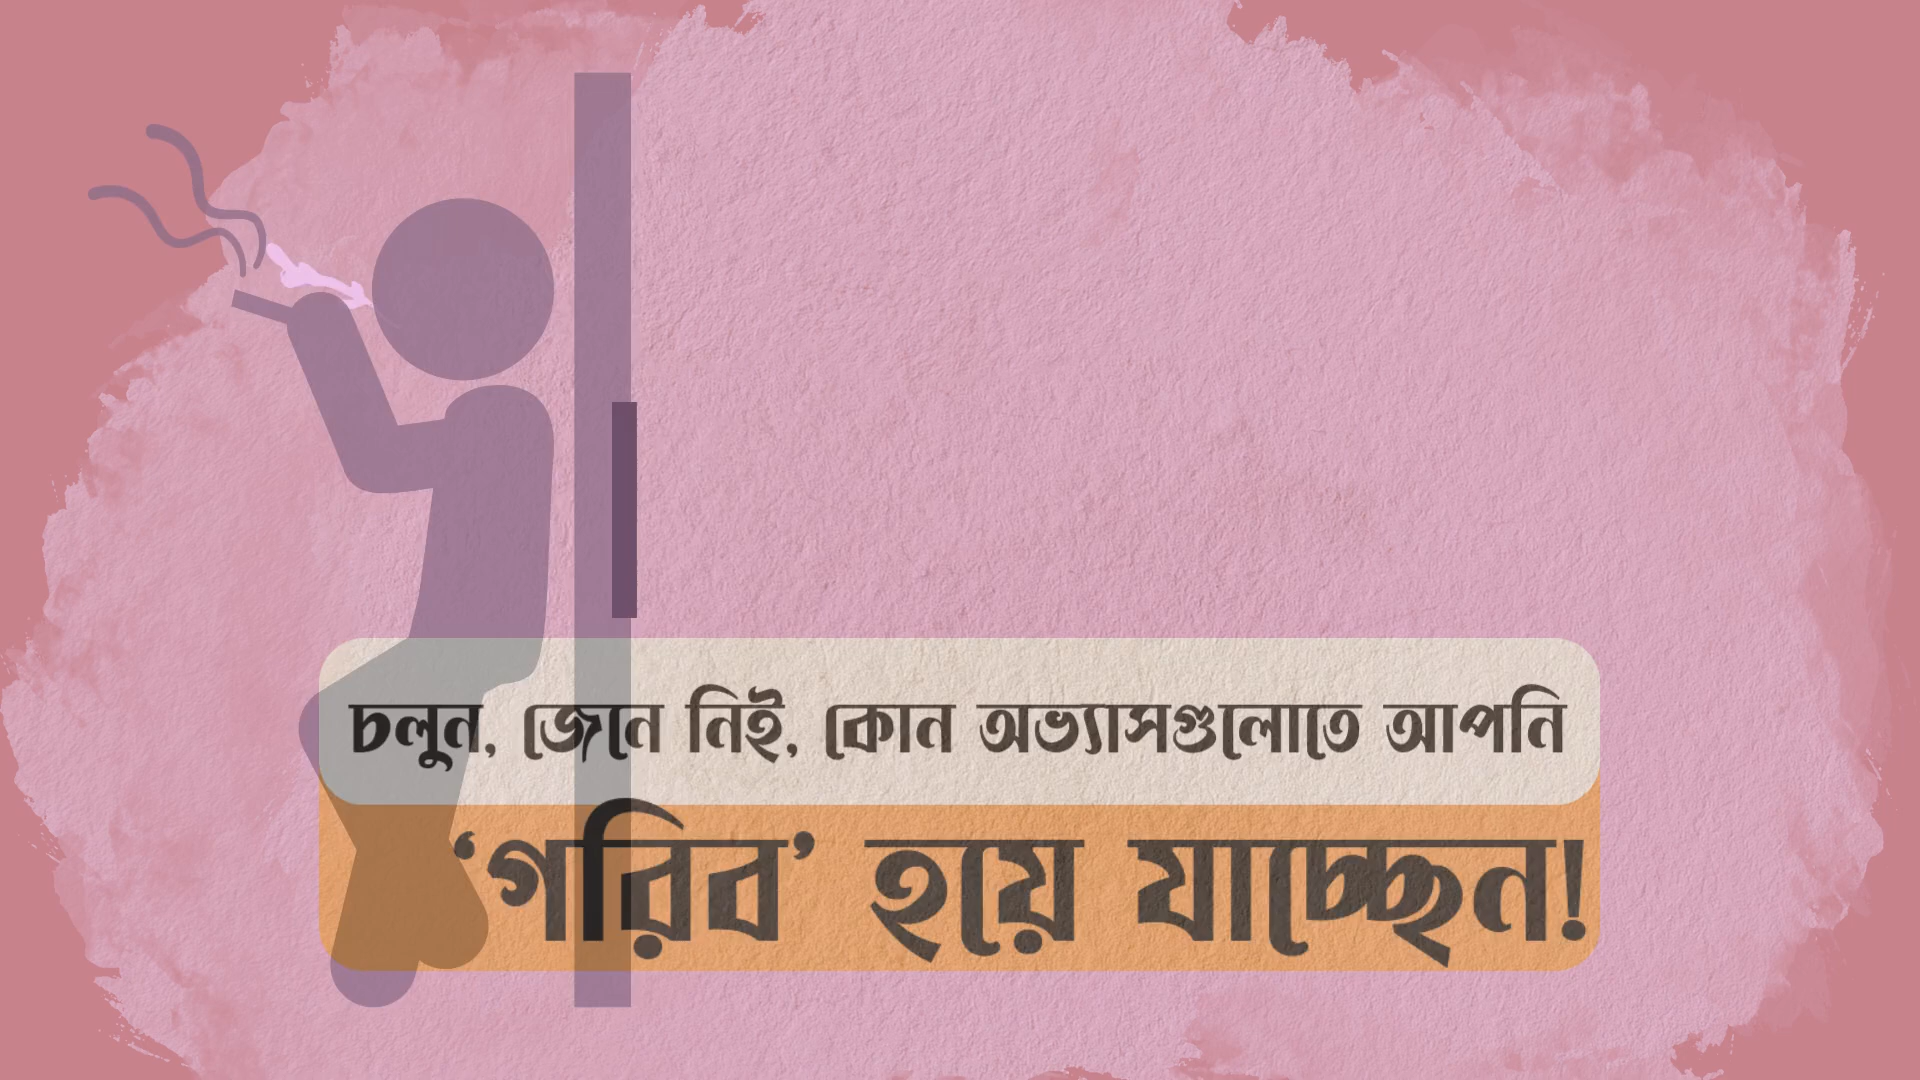 চলুন, জেনে নিই, কোন অভ্যাসগুলোতে আপনি
‘গরিব’ হয়ে যাচ্ছেন!